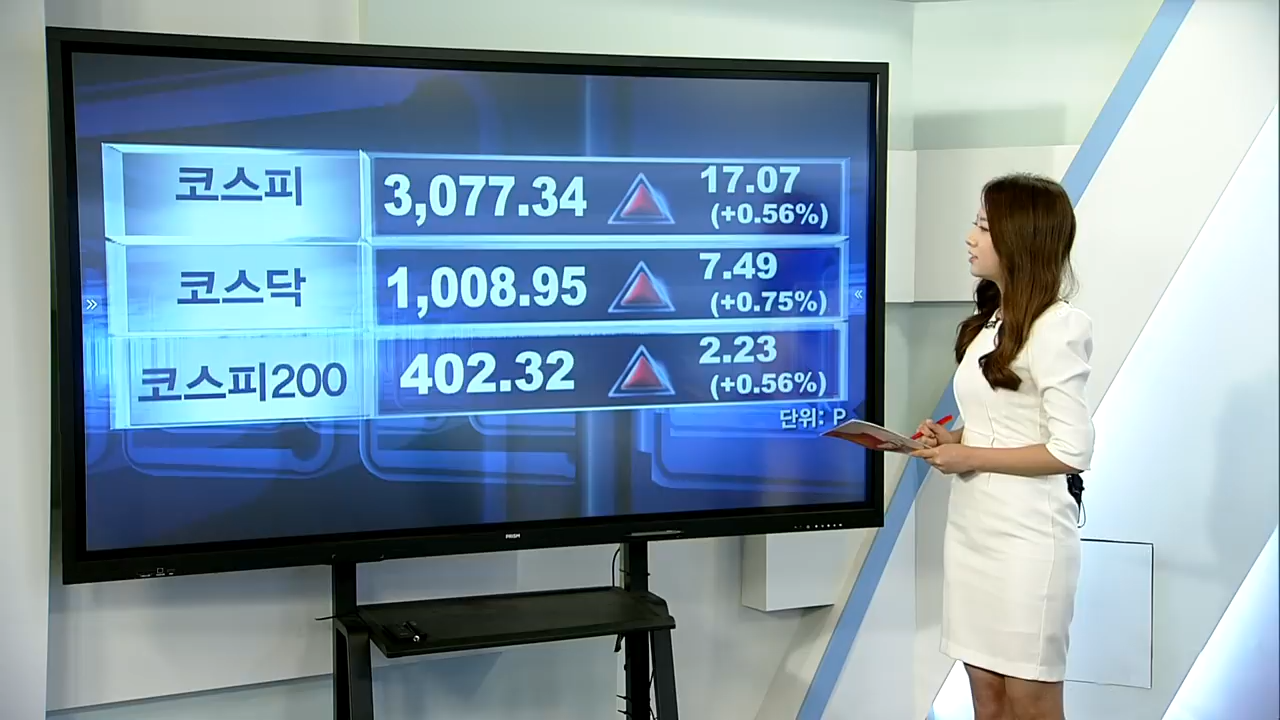 코스피 3,077.34 17.07
(+0.56%)
코스닥 1,008.95 7.49
(+0.75%)
코스피200 402.32 2.23
(+0.56%)
단위: P
PRISM